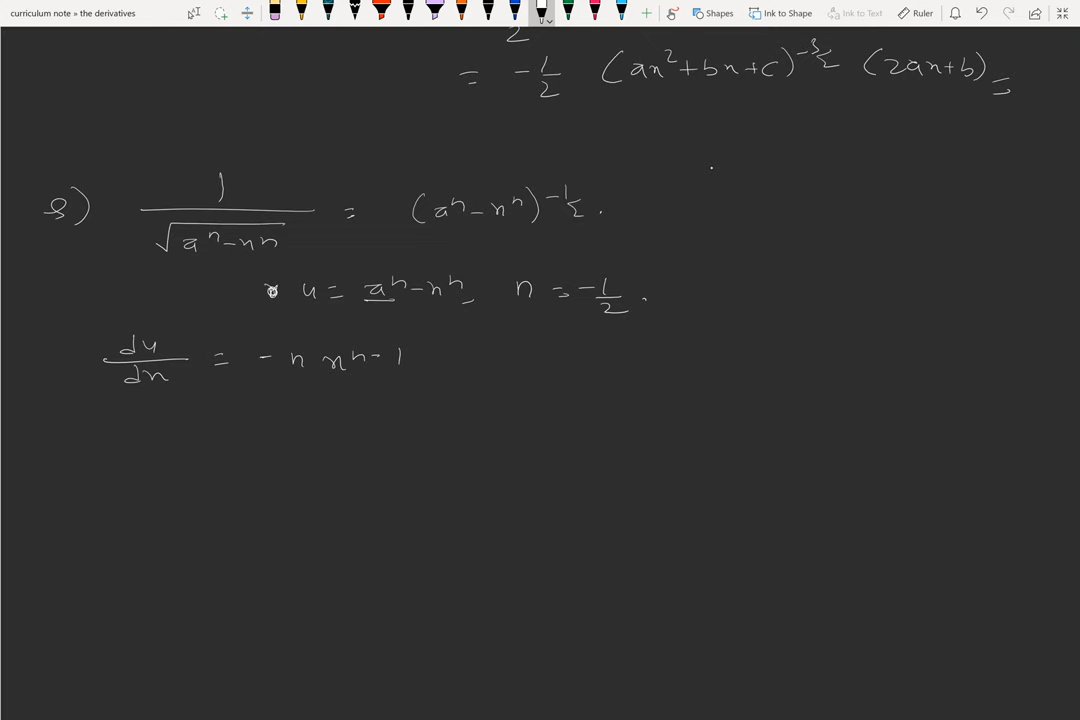 curriculum note » the derivatives
Shapes Ink to Shape Ink to Text Ruler
2
= -1/2 (ax²+bx+c)^-3/2 (2ax+b)
8) 1/√(aⁿ-xⁿ) = (aⁿ-xⁿ)^-1/2.
u = aⁿ-xⁿ, n = -1/2.
du/dx = -n xⁿ-1